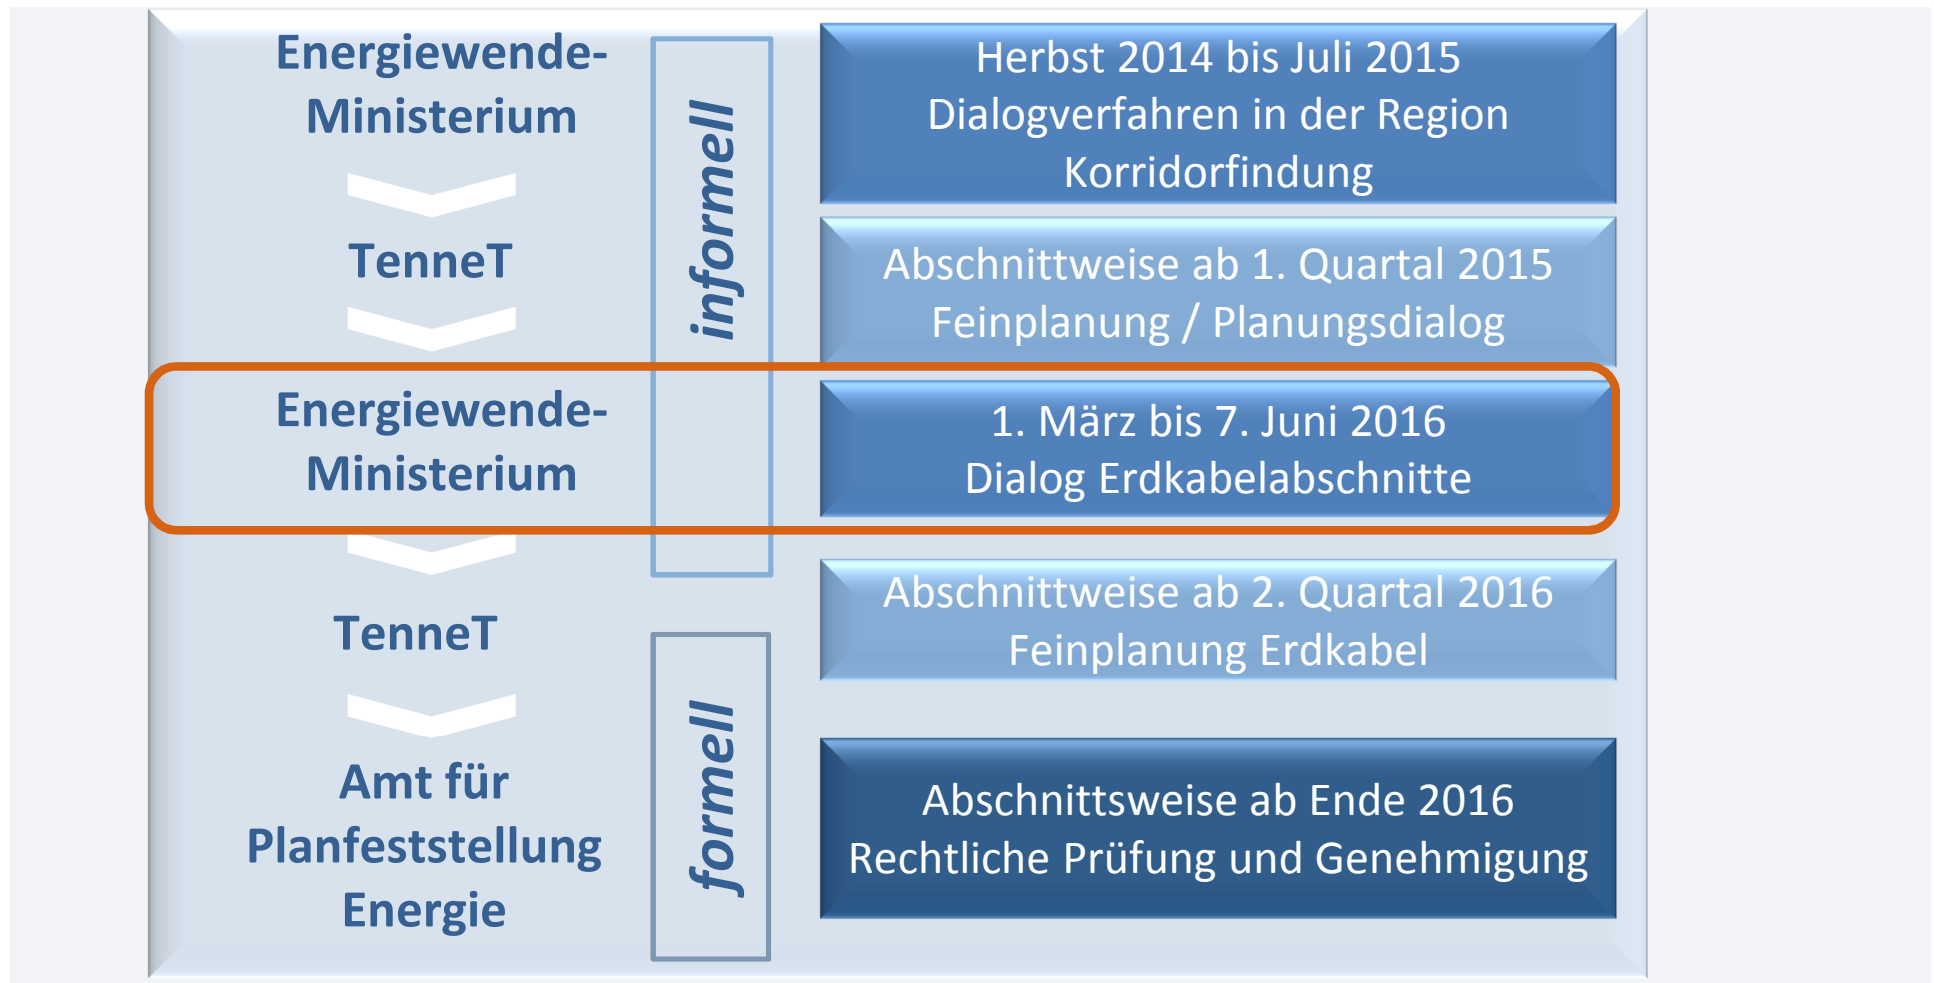 Energiewende-
Ministerium
TenneT
Energiewende-
Ministerium
TenneT
Amt für
Planfeststellung
Energie
informell
formell
Herbst 2014 bis Juli 2015
Dialogverfahren in der Region
Korridorfindung
Abschnittweise ab 1. Quartal 2015
Feinplanung / Planungsdialog
1. März bis 7. Juni 2016
Dialog Erdkabelabschnitte
Abschnittweise ab 2. Quartal 2016
Feinplanung Erdkabel
Abschnittsweise ab Ende 2016
Rechtliche Prüfung und Genehmigung